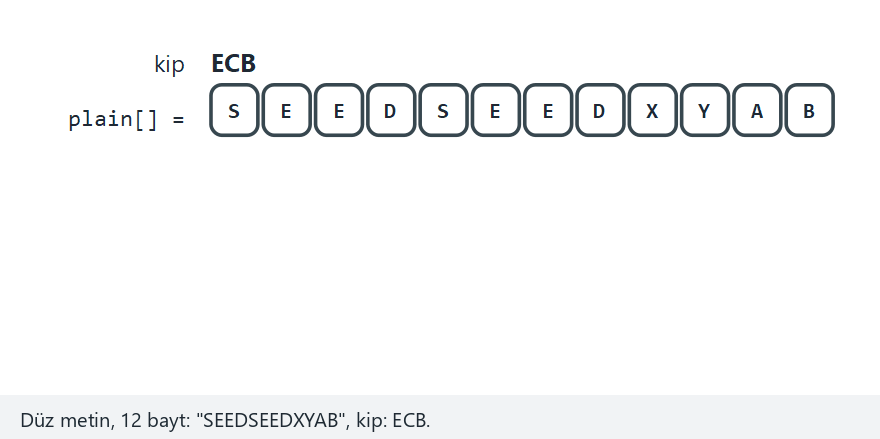 kip ECB
plain[] = S E E D S E E D X Y A B
Düz metin, 12 bayt: "SEEDSEEDXYAB", kip: ECB.